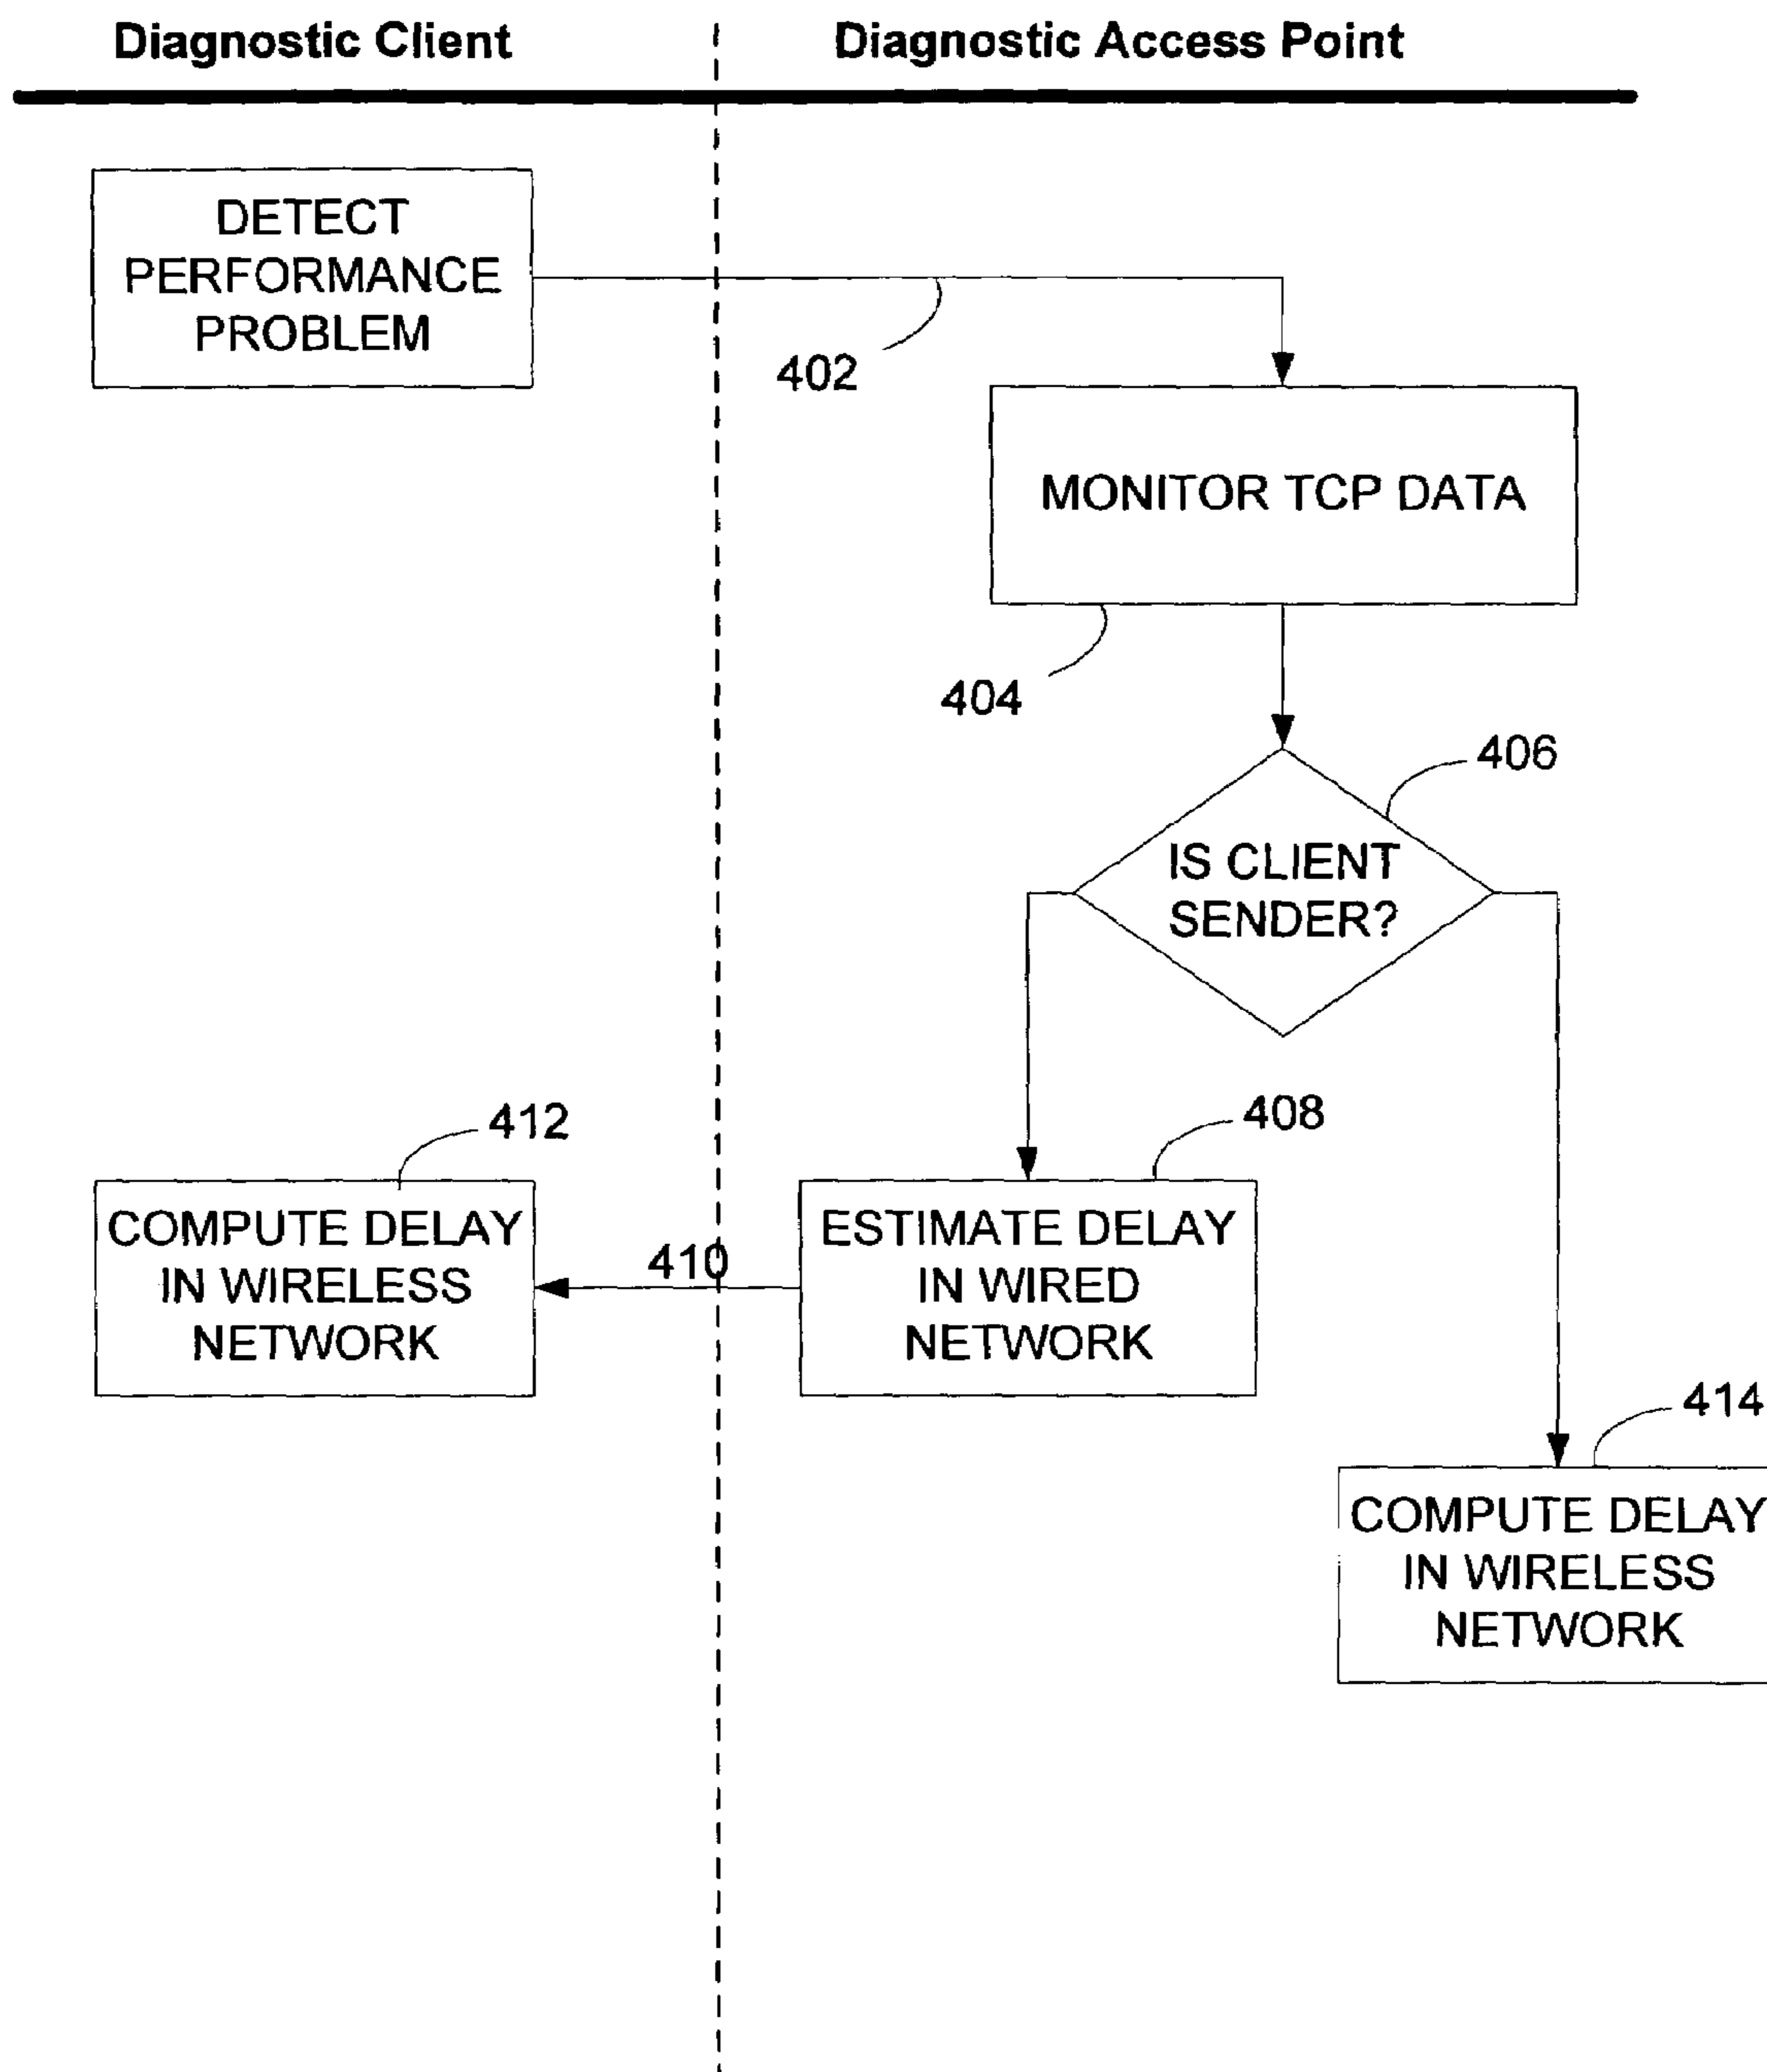 Diagnostic Client
Diagnostic Access Point
DETECT
PERFORMANCE
PROBLEM
402
MONITOR TCP DATA
404
406
IS CLIENT
SENDER?
412
408
COMPUTE DELAY
IN WIRELESS
NETWORK
410
ESTIMATE DELAY
IN WIRED
NETWORK
414
COMPUTE DELAY
IN WIRELESS
NETWORK